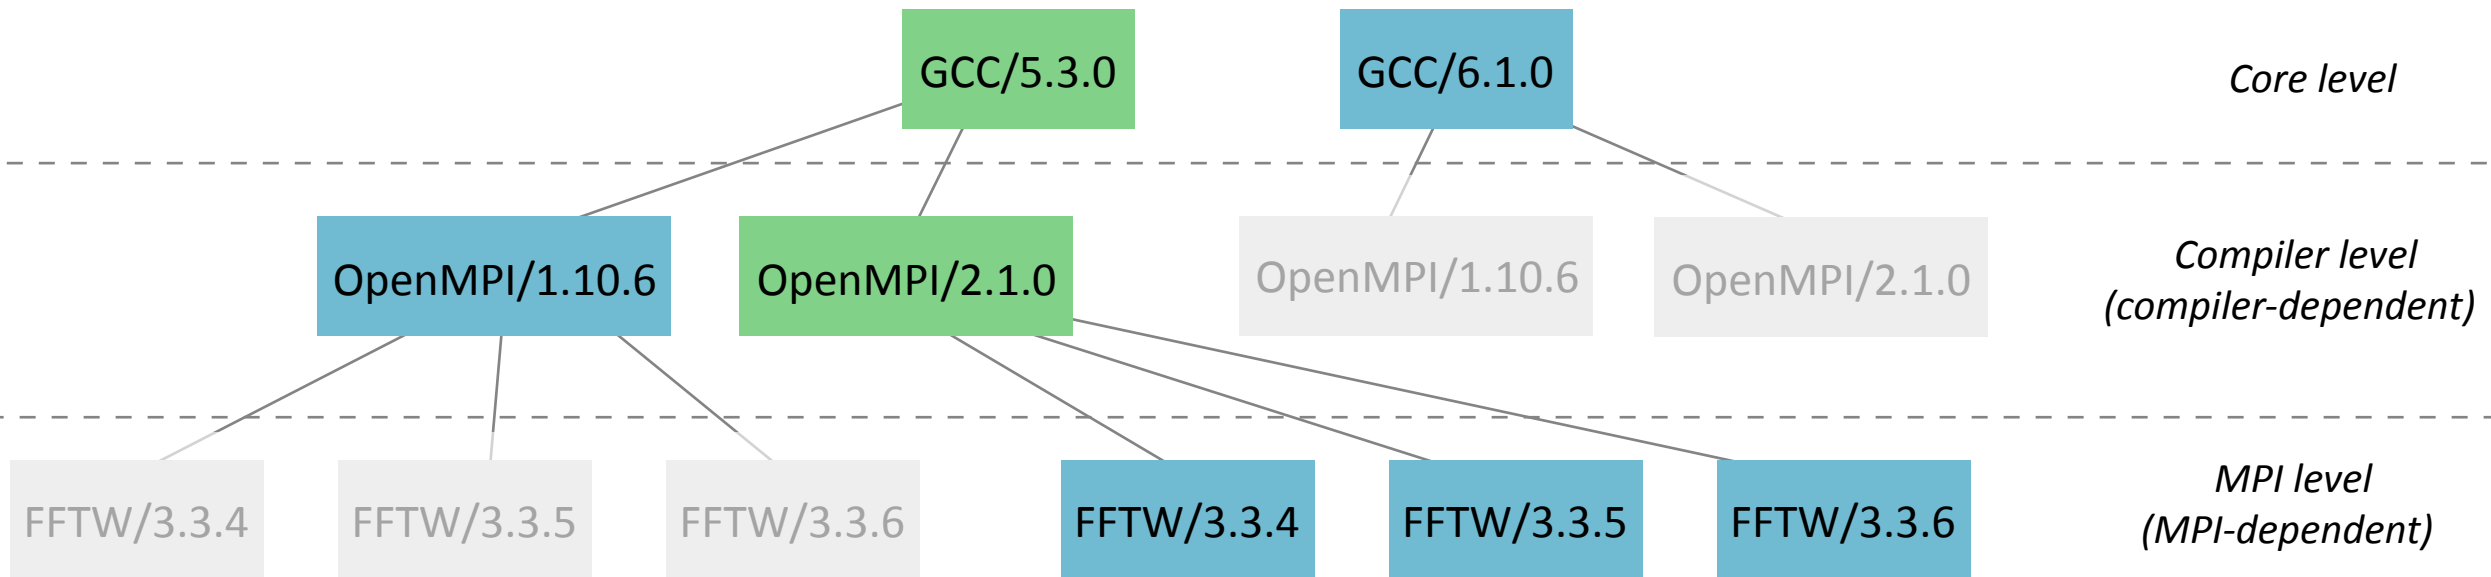 GCC/5.3.0
GCC/6.1.0
Core level
OpenMPI/1.10.6
OpenMPI/2.1.0
OpenMPI/1.10.6
OpenMPI/2.1.0
Compiler level
(compiler-dependent)
FFTW/3.3.4
FFTW/3.3.5
FFTW/3.3.6
FFTW/3.3.4
FFTW/3.3.5
FFTW/3.3.6
MPI level
(MPI-dependent)